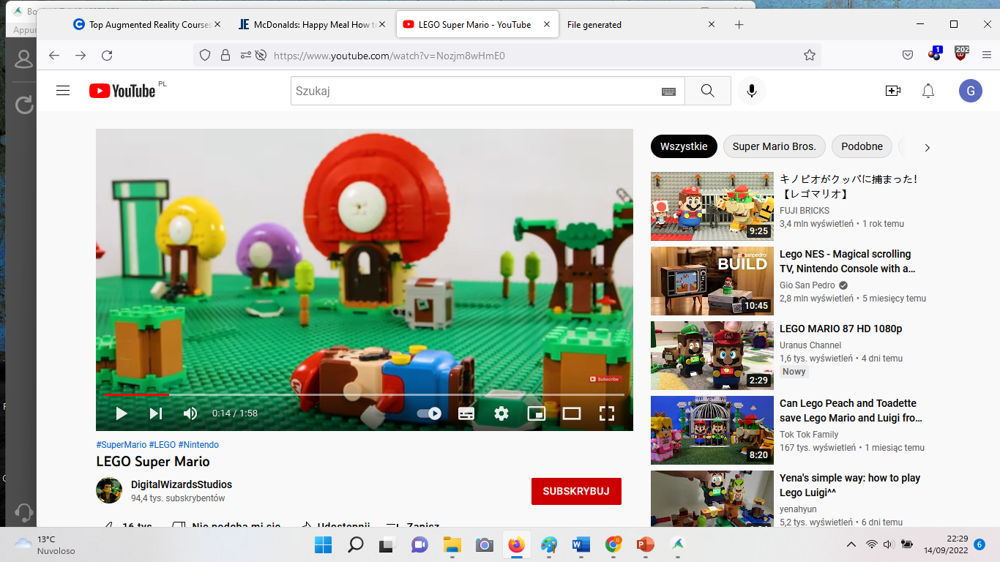 Appun
Top Augmented Reality Courses
JE McDonalds: Happy Meal How to
LEGO Super Mario - YouTube
File generated
https://www.youtube.com/watch?v=Nozjm8wHmE0
1
202
YouTube PL
Szukaj
G
Wszystkie
Super Mario Bros.
Podobne
キノピオがクッパに捕まった!
【レゴマリオ】
FUJI BRICKS
3,4 mln wyświetleń • 1 rok temu
9:25
giosanpedro
BUILD
Lego NES - Magical scrolling
TV, Nintendo Console with a…
Gio San Pedro
2,8 mln wyświetleń • 5 miesięcy temu
10:45
LEGO MARIO 87 HD 1080p
Uranus Channel
1,6 tys. wyświetleń • 4 dni temu
Nowy
2:29
Can Lego Peach and Toadette
save Lego Mario and Luigi fro…
Tok Tok Family
167 tys. wyświetleń • 1 miesiąc temu
8:20
Yena's simple way: how to play
Lego Luigi^^
yenahyun
5,2 tys. wyświetleń • 6 dni temu
Subscribe
0:14 / 1:58
#SuperMario #LEGO #Nintendo
LEGO Super Mario
DigitalWizardsStudios
94,4 tys. subskrybentów
SUBSKRYBUJ
16 tys.
Nie podoba mi się
Udostępnij
Zapisz
13°C
Nuvoloso
22:29
14/09/2022
6